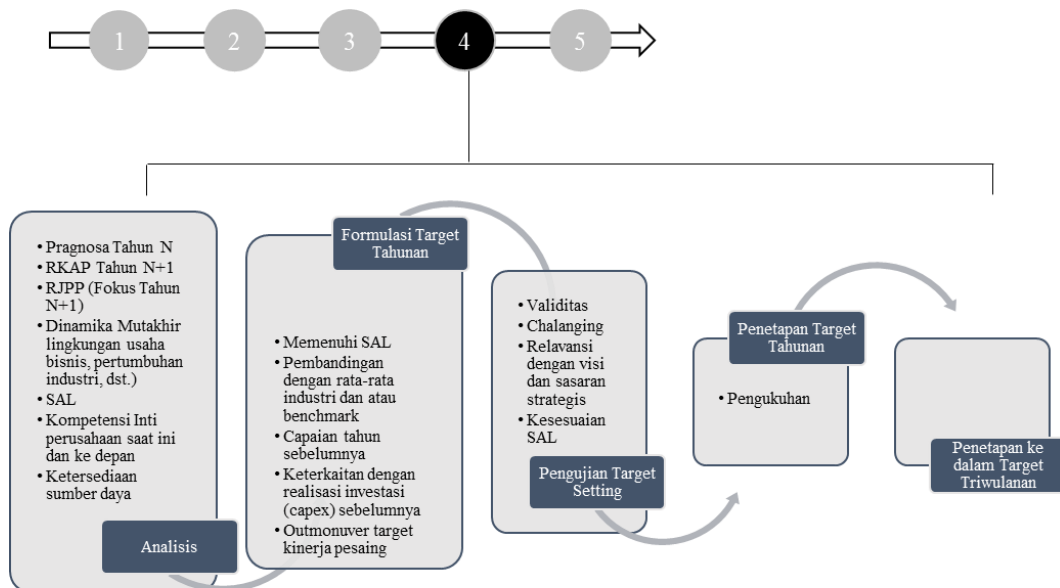 1 2 3 4 5
• Pragnosa Tahun N
• RKAP Tahun N+1
• RJPP (Fokus Tahun
N+1)
• Dinamika Mutakhir
lingkungan usaha
bisnis, pertumbuhan
industri, dst.)
• SAL
• Kompetensi Inti
perusahaan saat ini
dan ke depan
• Ketersediaan
sumber daya
Analisis
Formulasi Target
Tahunan
• Memenuhi SAL
• Pembandingan
dengan rata-rata
industri dan atau
benchmark
• Capaian tahun
sebelumnya
• Keterkaitan dengan
realisasi investasi
(capex) sebelumnya
• Outmonuver target
kinerja pesaing
• Validitas
• Chalanging
• Relavansi
dengan visi
dan sasaran
strategis
• Kesesuaian
SAL
Pengujian Target
Setting
Penetapan Target
Tahunan
• Pengukuhan
Penetapan ke
dalam Target
Triwulanan